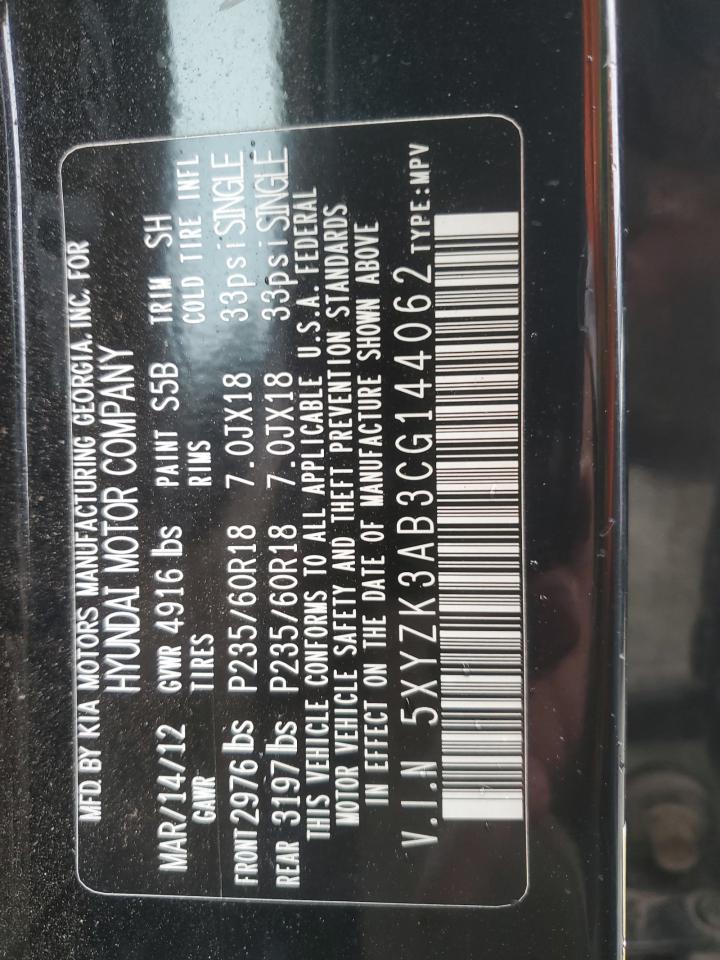 MFD. BY KIA MOTORS MANUFACTURING GEORGIA, INC. FOR
HYUNDAI MOTOR COMPANY
MAR/14/12 GVWR 4916 lbs PAINT S5B TRIM SH
GAWR TIRES RIMS COLD TIRE INFL
FRONT 2976 lbs P235/60R18 7.0JX18 33psi SINGLE
REAR 3197 lbs P235/60R18 7.0JX18 33psi SINGLE
THIS VEHICLE CONFORMS TO ALL APPLICABLE U.S.A. FEDERAL
MOTOR VEHICLE SAFETY AND THEFT PREVENTION STANDARDS
IN EFFECT ON THE DATE OF MANUFACTURE SHOWN ABOVE
V.I.N 5XYZK3AB3CG144062 TYPE:MPV